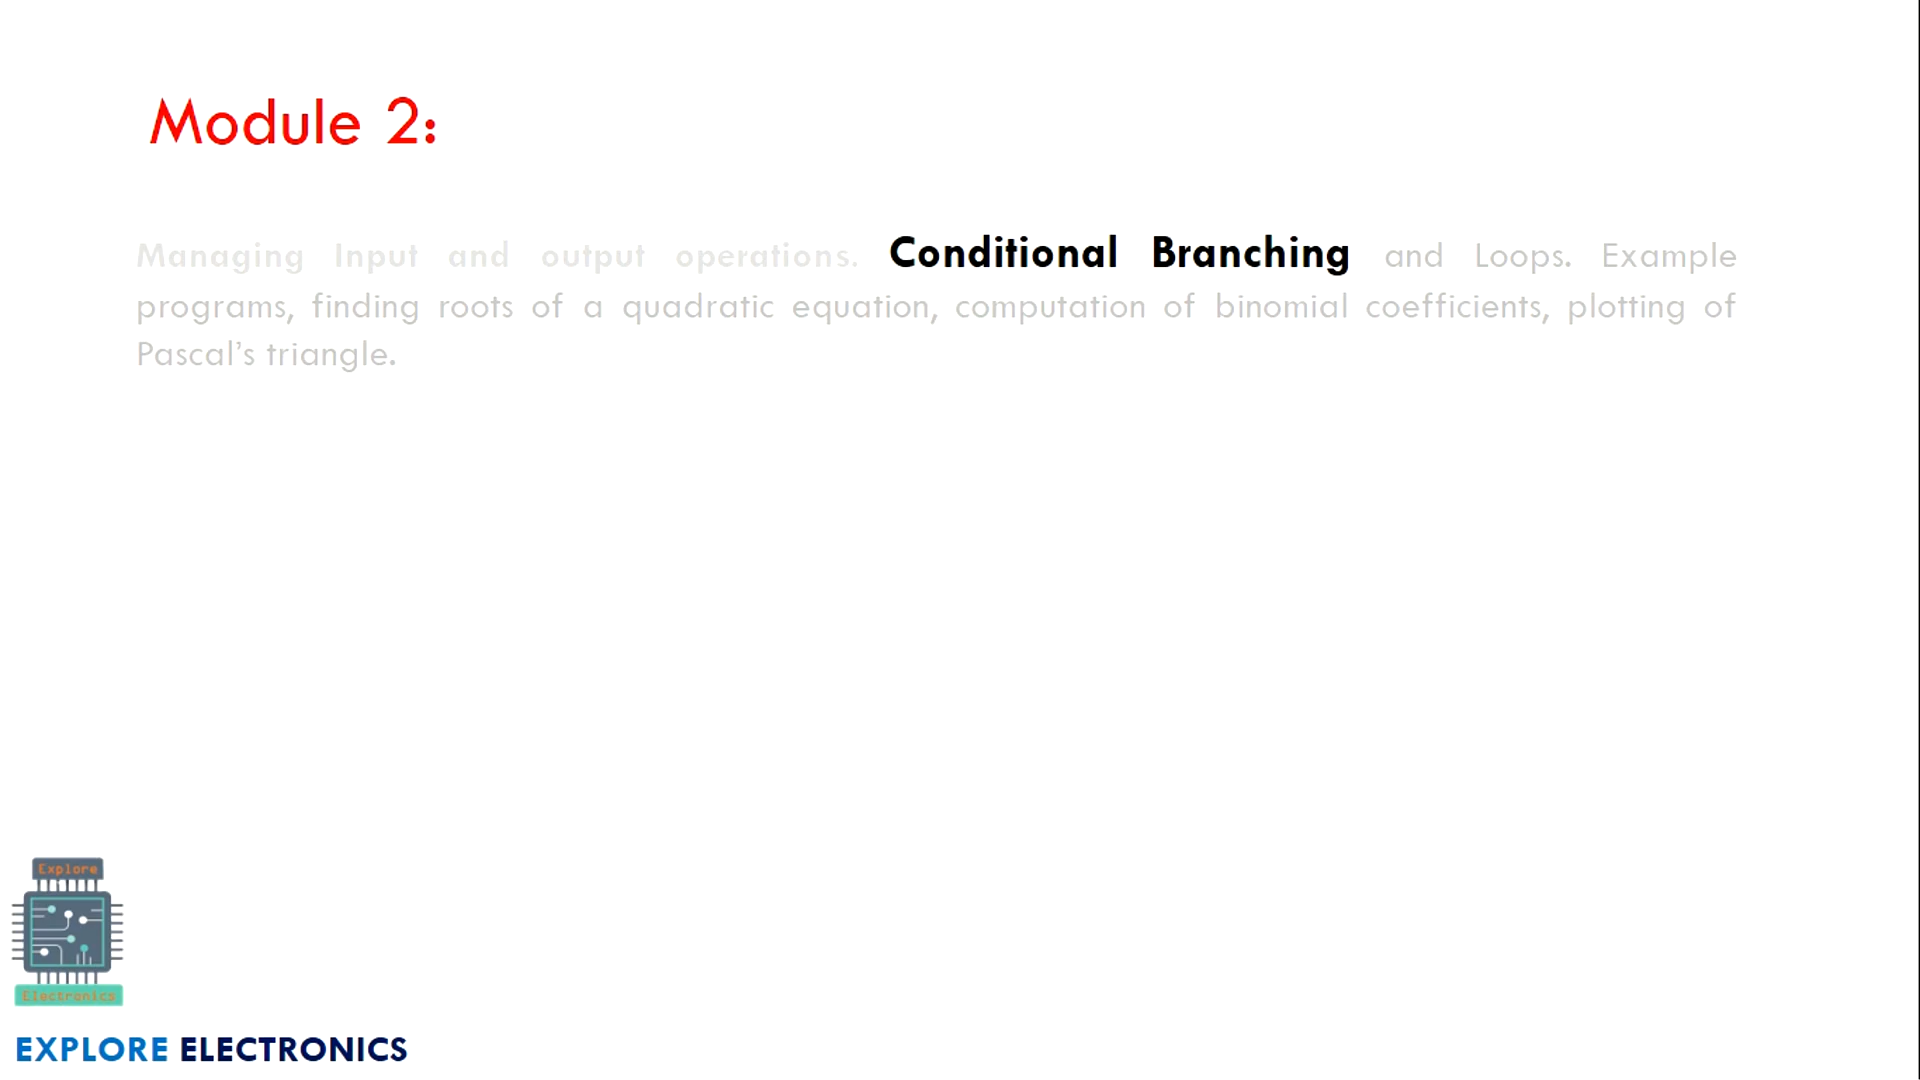 Module 2:
Managing Input and output operations. Conditional Branching and Loops. Example
programs, finding roots of a quadratic equation, computation of binomial coefficients, plotting of
Pascal’s triangle.
Explore
Electronics
EXPLORE ELECTRONICS